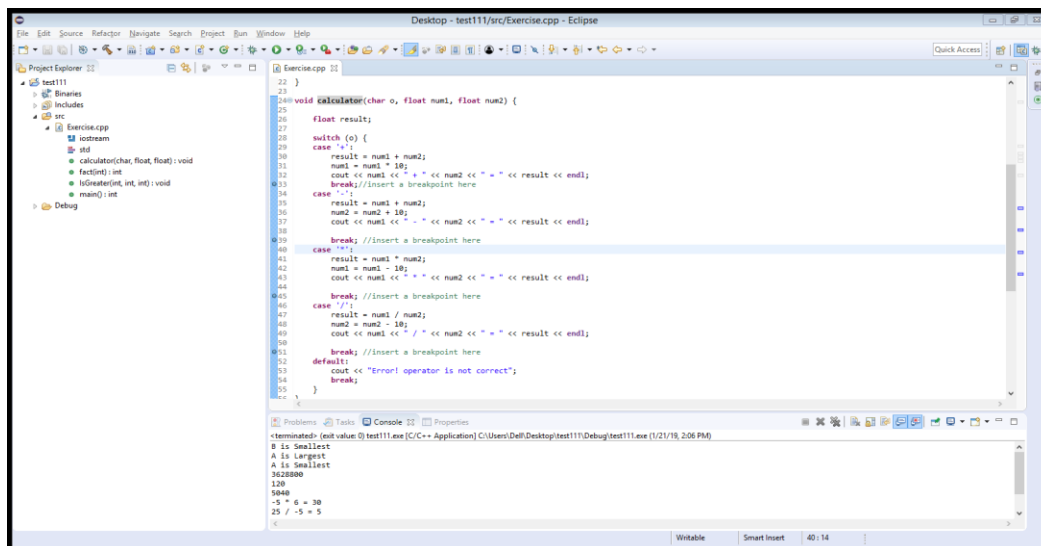 Desktop - test111/src/Exercise.cpp - Eclipse
File Edit Source Refactor Navigate Search Project Run Window Help
Quick Access
Project Explorer
test111
Binaries
Includes
src
Exercise.cpp
iostream
std
calculator(char, float, float) : void
fact(int) : int
IsGreater(int, int, int) : void
main() : int
Debug
Exercise.cpp
22 }
23
24 void calculator(char o, float num1, float num2) {
25
26 float result;
27
28 switch (o) {
29 case '+':
30 result = num1 + num2;
31 num1 = num1 * 10;
32 cout << num1 << " + " << num2 << " = " << result << endl;
33 break;//insert a breakpoint here
34 case '-':
35 result = num1 + num2;
36 num2 = num2 + 10;
37 cout << num1 << " - " << num2 << " = " << result << endl;
38
39 break; //insert a breakpoint here
40 case '*':
41 result = num1 * num2;
42 num1 = num1 - 10;
43 cout << num1 << " * " << num2 << " = " << result << endl;
44
45 break; //insert a breakpoint here
46 case '/':
47 result = num1 / num2;
48 num2 = num2 - 10;
49 cout << num1 << " / " << num2 << " = " << result << endl;
50
51 break; //insert a breakpoint here
52 default:
53 cout << "Error! operator is not correct";
54 break;
55 }
Problems Tasks Console Properties
<terminated> (exit value: 0) test111.exe [C/C++ Application] C:\Users\Dell\Desktop\test111\Debug\test111.exe (1/21/19, 2:06 PM)
B is Smallest
A is Largest
A is Smallest
3628800
120
5040
-5 * 6 = 30
25 / -5 = 5
Writable Smart Insert 40 : 14